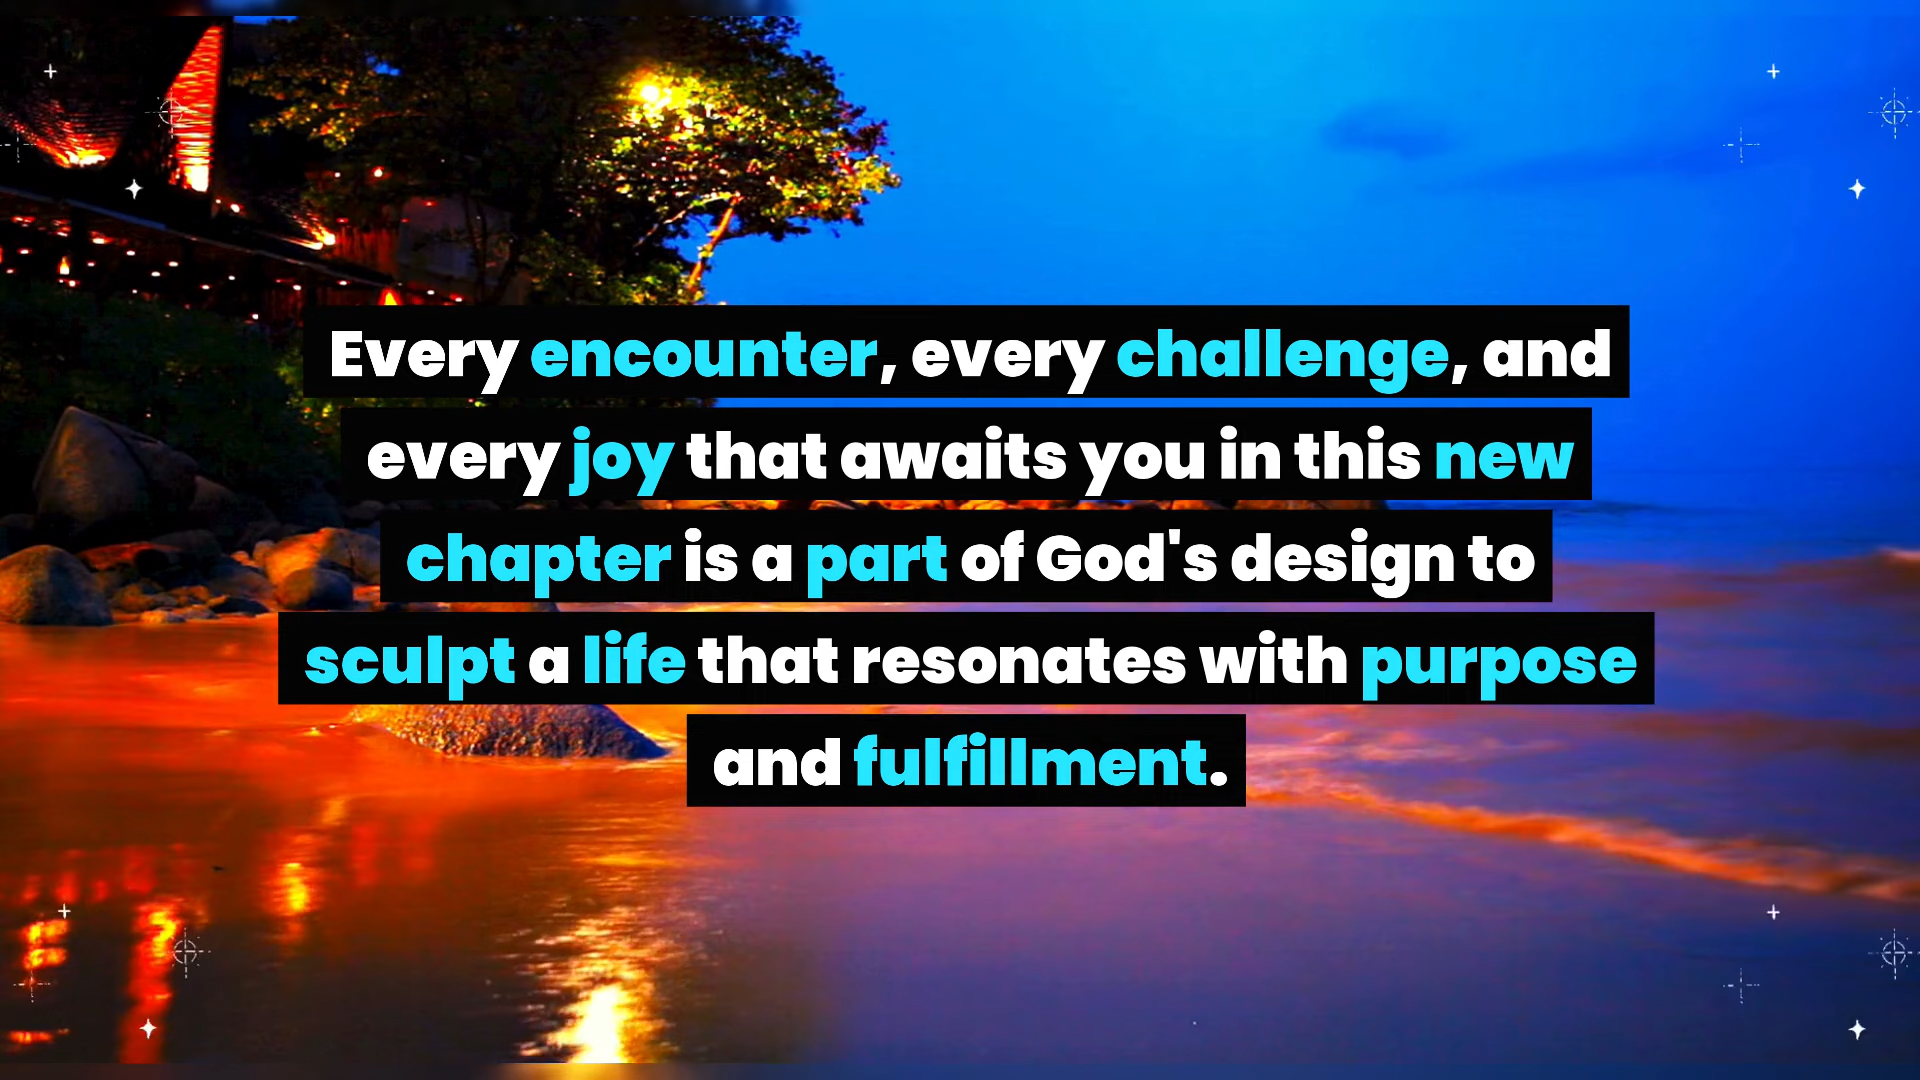 Every encounter, every challenge, and
every joy that awaits you in this new
chapter is a part of God's design to
sculpt a life that resonates with purpose
and fulfillment.